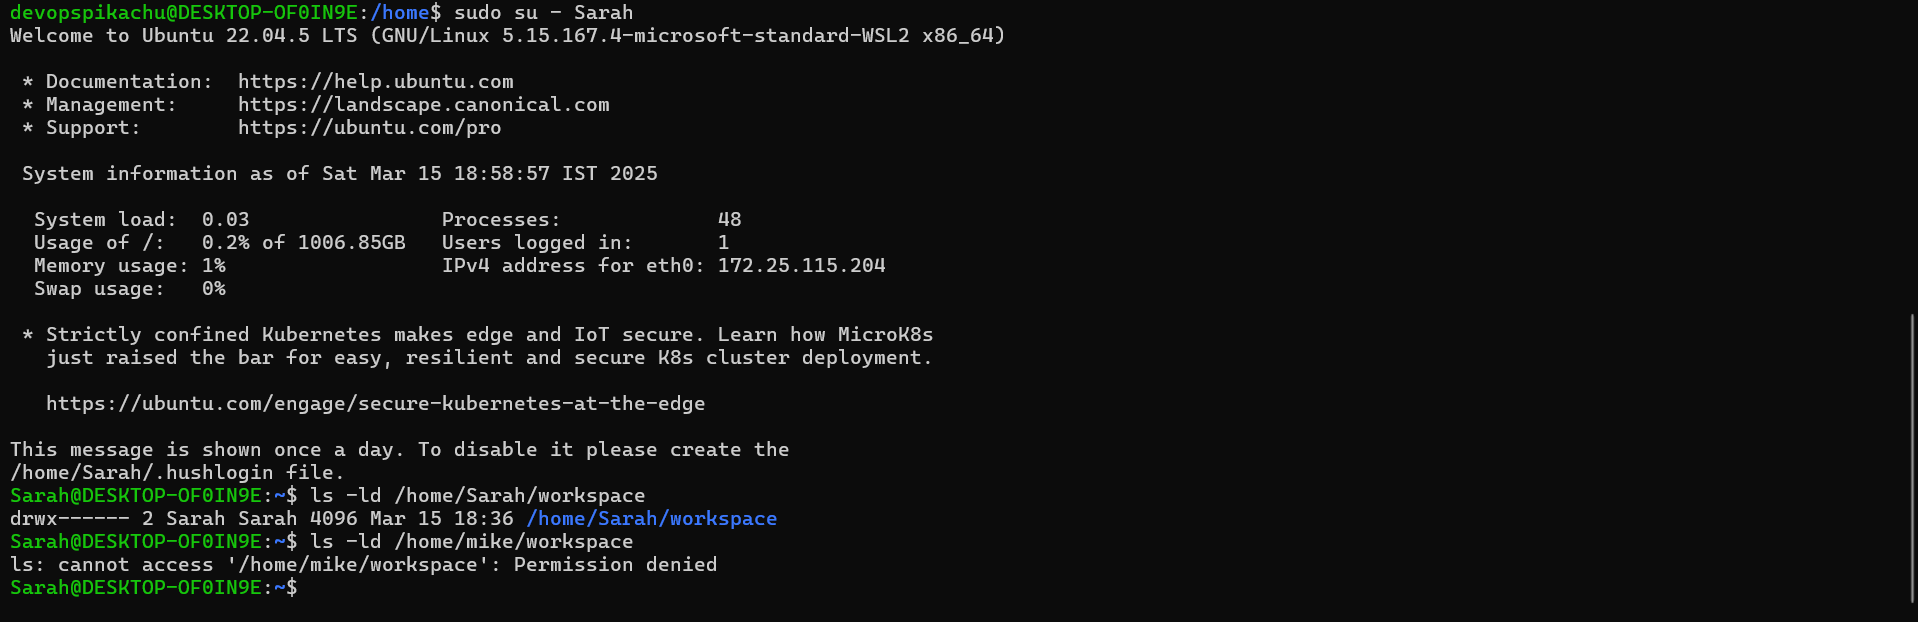 devopspikachu@DESKTOP-OF0IN9E:/home$ sudo su - Sarah
Welcome to Ubuntu 22.04.5 LTS (GNU/Linux 5.15.167.4-microsoft-standard-WSL2 x86_64)
 * Documentation:  https://help.ubuntu.com
 * Management:     https://landscape.canonical.com
 * Support:        https://ubuntu.com/pro
 System information as of Sat Mar 15 18:58:57 IST 2025
  System load:  0.03                Processes:             48
  Usage of /:   0.2% of 1006.85GB   Users logged in:       1
  Memory usage: 1%                  IPv4 address for eth0: 172.25.115.204
  Swap usage:   0%
 * Strictly confined Kubernetes makes edge and IoT secure. Learn how MicroK8s
   just raised the bar for easy, resilient and secure K8s cluster deployment.
   https://ubuntu.com/engage/secure-kubernetes-at-the-edge
This message is shown once a day. To disable it please create the
/home/Sarah/.hushlogin file.
Sarah@DESKTOP-OF0IN9E:~$ ls -ld /home/Sarah/workspace
drwx------ 2 Sarah Sarah 4096 Mar 15 18:36 /home/Sarah/workspace
Sarah@DESKTOP-OF0IN9E:~$ ls -ld /home/mike/workspace
ls: cannot access '/home/mike/workspace': Permission denied
Sarah@DESKTOP-OF0IN9E:~$